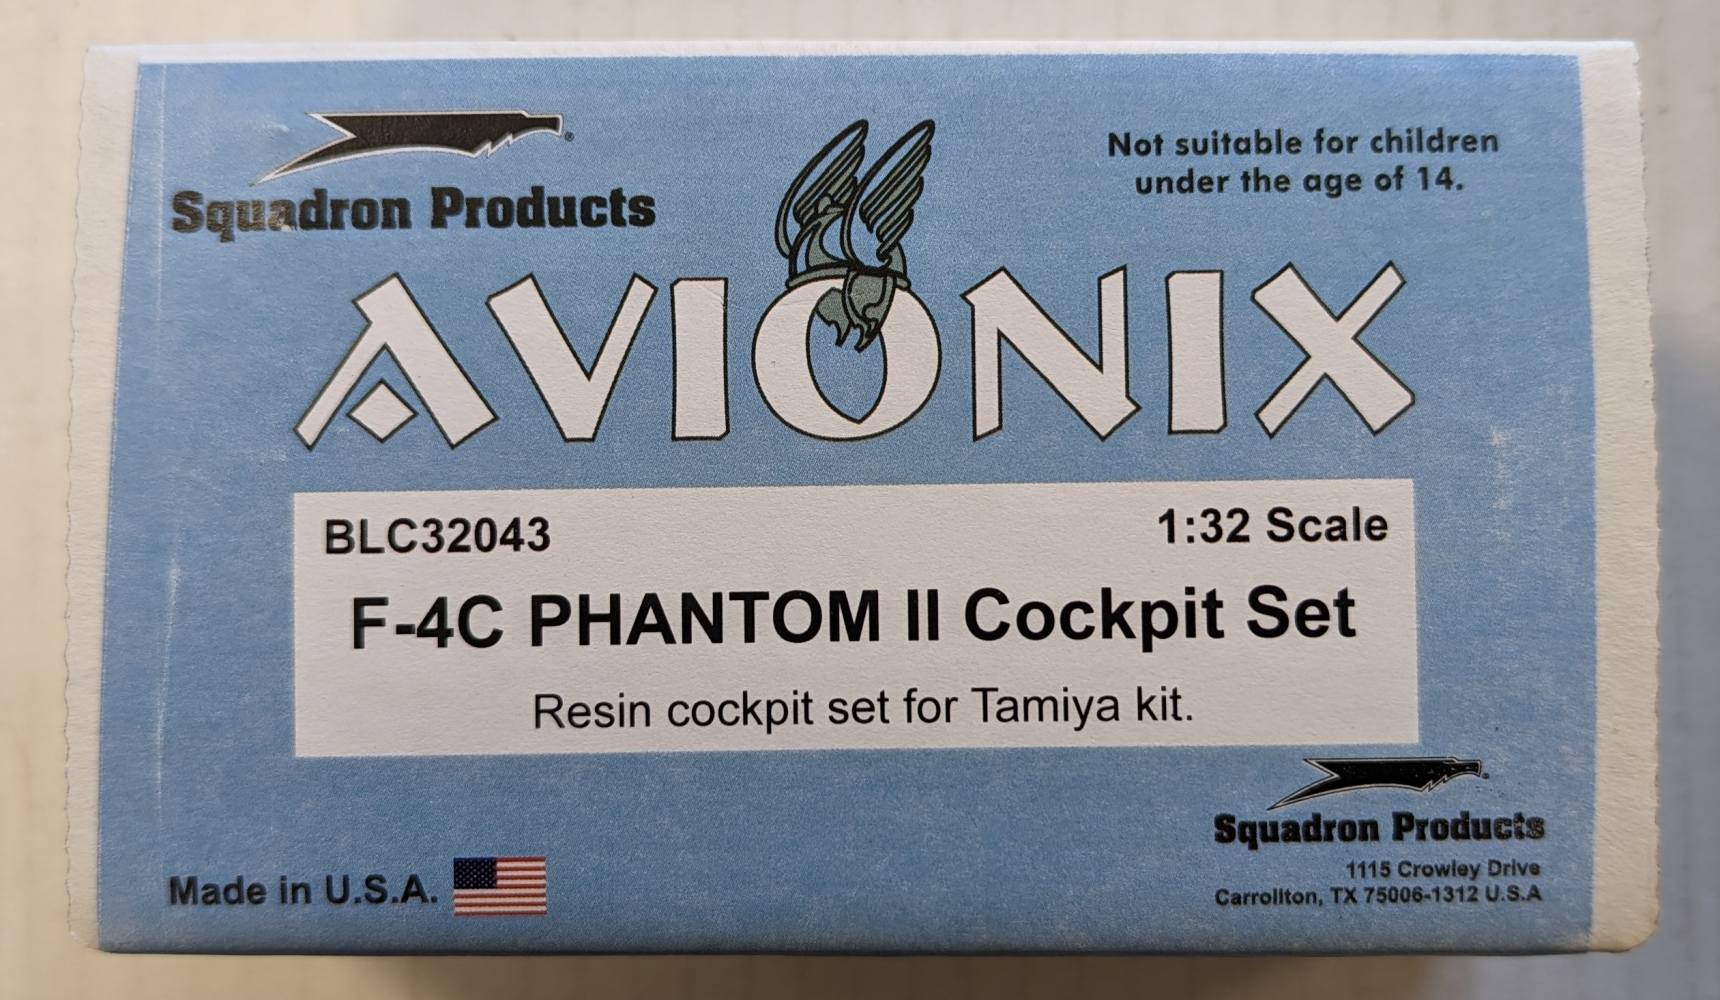 Squadron Products
Not suitable for children
under the age of 14.
AVIONIX
BLC32043
1:32 Scale
F-4C PHANTOM II Cockpit Set
Resin cockpit set for Tamiya kit.
Made in U.S.A.
Squadron Products
1115 Crowley Drive
Carrollton, TX 75006-1312 U.S.A